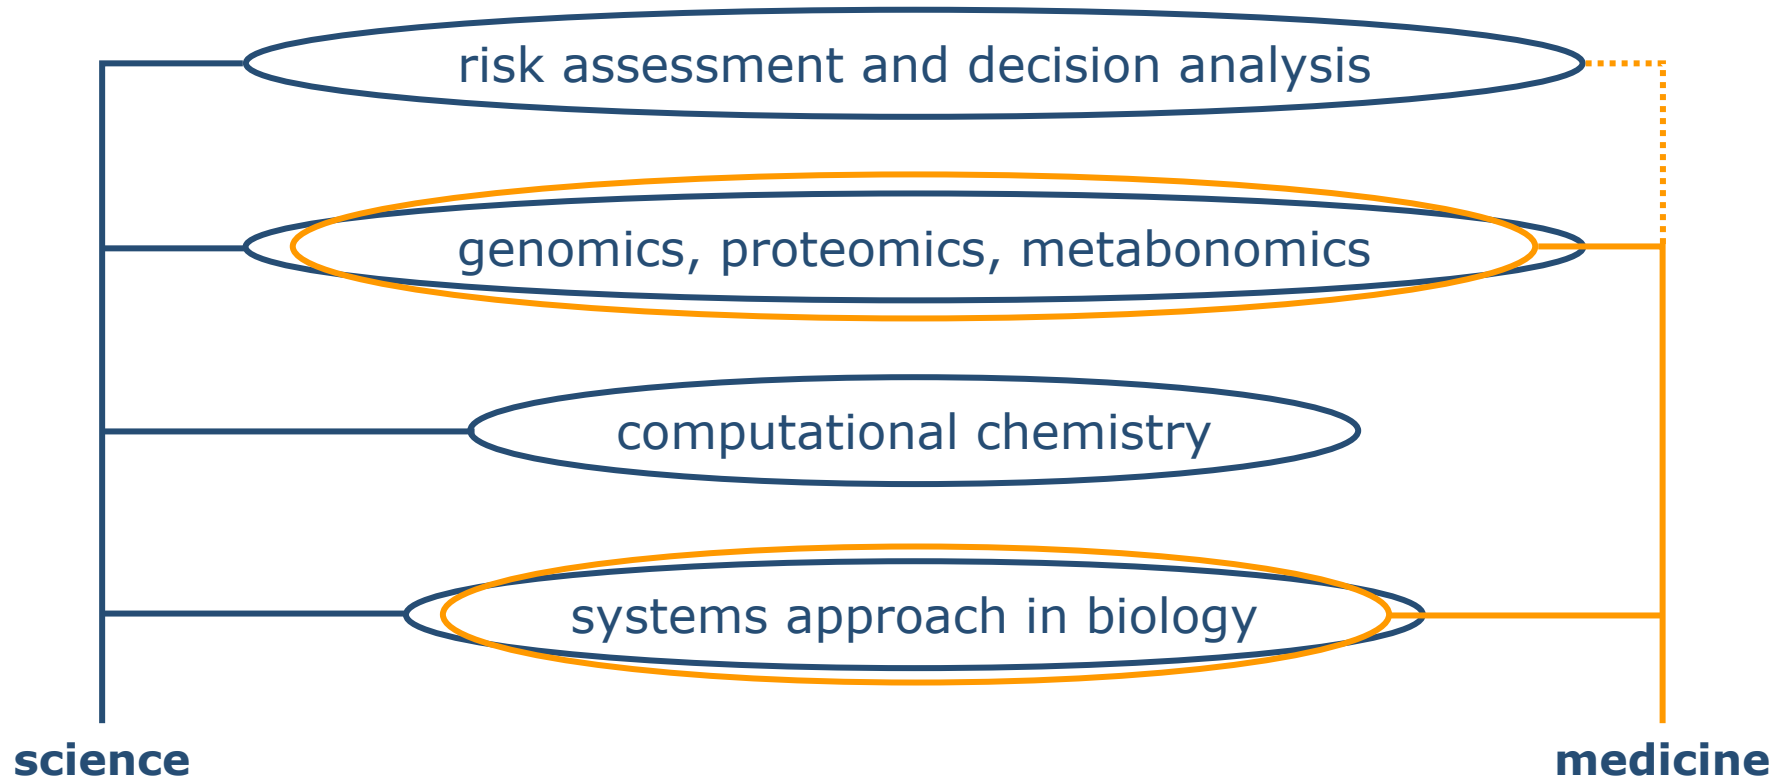 risk assessment and decision analysis
genomics, proteomics, metabonomics
computational chemistry
systems approach in biology
science
medicine